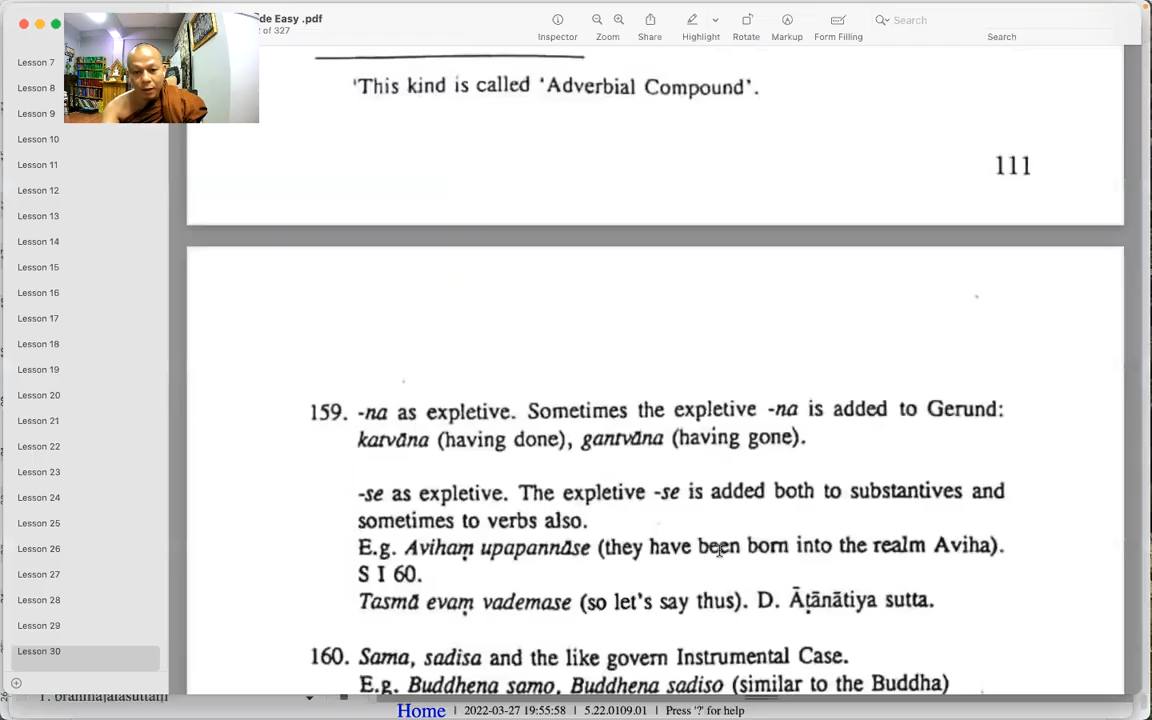 de Easy .pdf
of 327
Inspector
Zoom
Share
Highlight
Rotate
Markup
Form Filling
Search
Search
Lesson 7
Lesson 8
Lesson 9
Lesson 10
Lesson 11
Lesson 12
Lesson 13
Lesson 14
Lesson 15
Lesson 16
Lesson 17
Lesson 18
Lesson 19
Lesson 20
Lesson 21
Lesson 22
Lesson 23
Lesson 24
Lesson 25
Lesson 26
Lesson 27
Lesson 28
Lesson 29
Lesson 30
'This kind is called 'Adverbial Compound'.
111
159. -na as expletive. Sometimes the expletive -na is added to Gerund:
katvāna (having done), gantvāna (having gone).
-se as expletive. The expletive -se is added both to substantives and
sometimes to verbs also.
E.g. Avihaṃ upapannāse (they have been born into the realm Aviha).
S I 60.
Tasmā evaṃ vademase (so let's say thus). D. Āṭānātiya sutta.
160. Sama, sadisa and the like govern Instrumental Case.
E.g. Buddhena samo, Buddhena sadiso (similar to the Buddha)
1. brahmajālasuttaṃ
Home | 2022-03-27 19:55:58 | 5.22.0109.01 | Press '?' for help